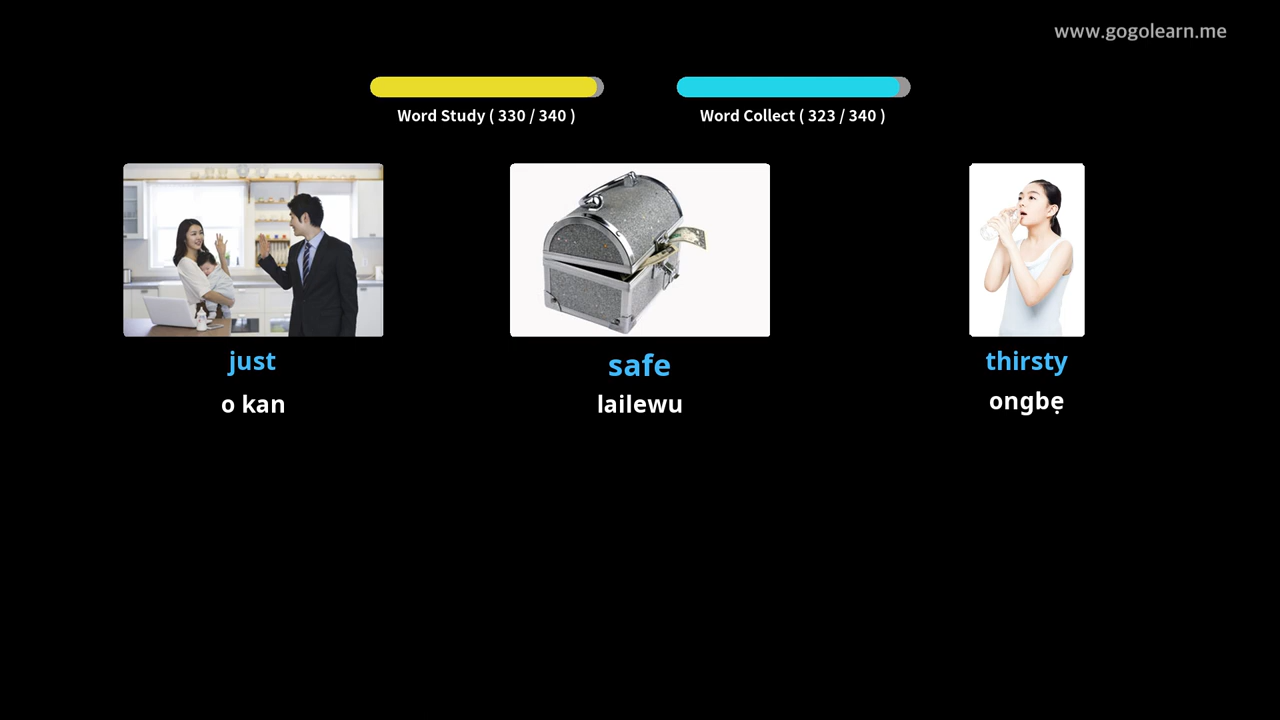 www.gogolearn.me
Word Study ( 330 / 340 )
Word Collect ( 323 / 340 )
just
safe
thirsty
o kan
lailewu
ongbẹ